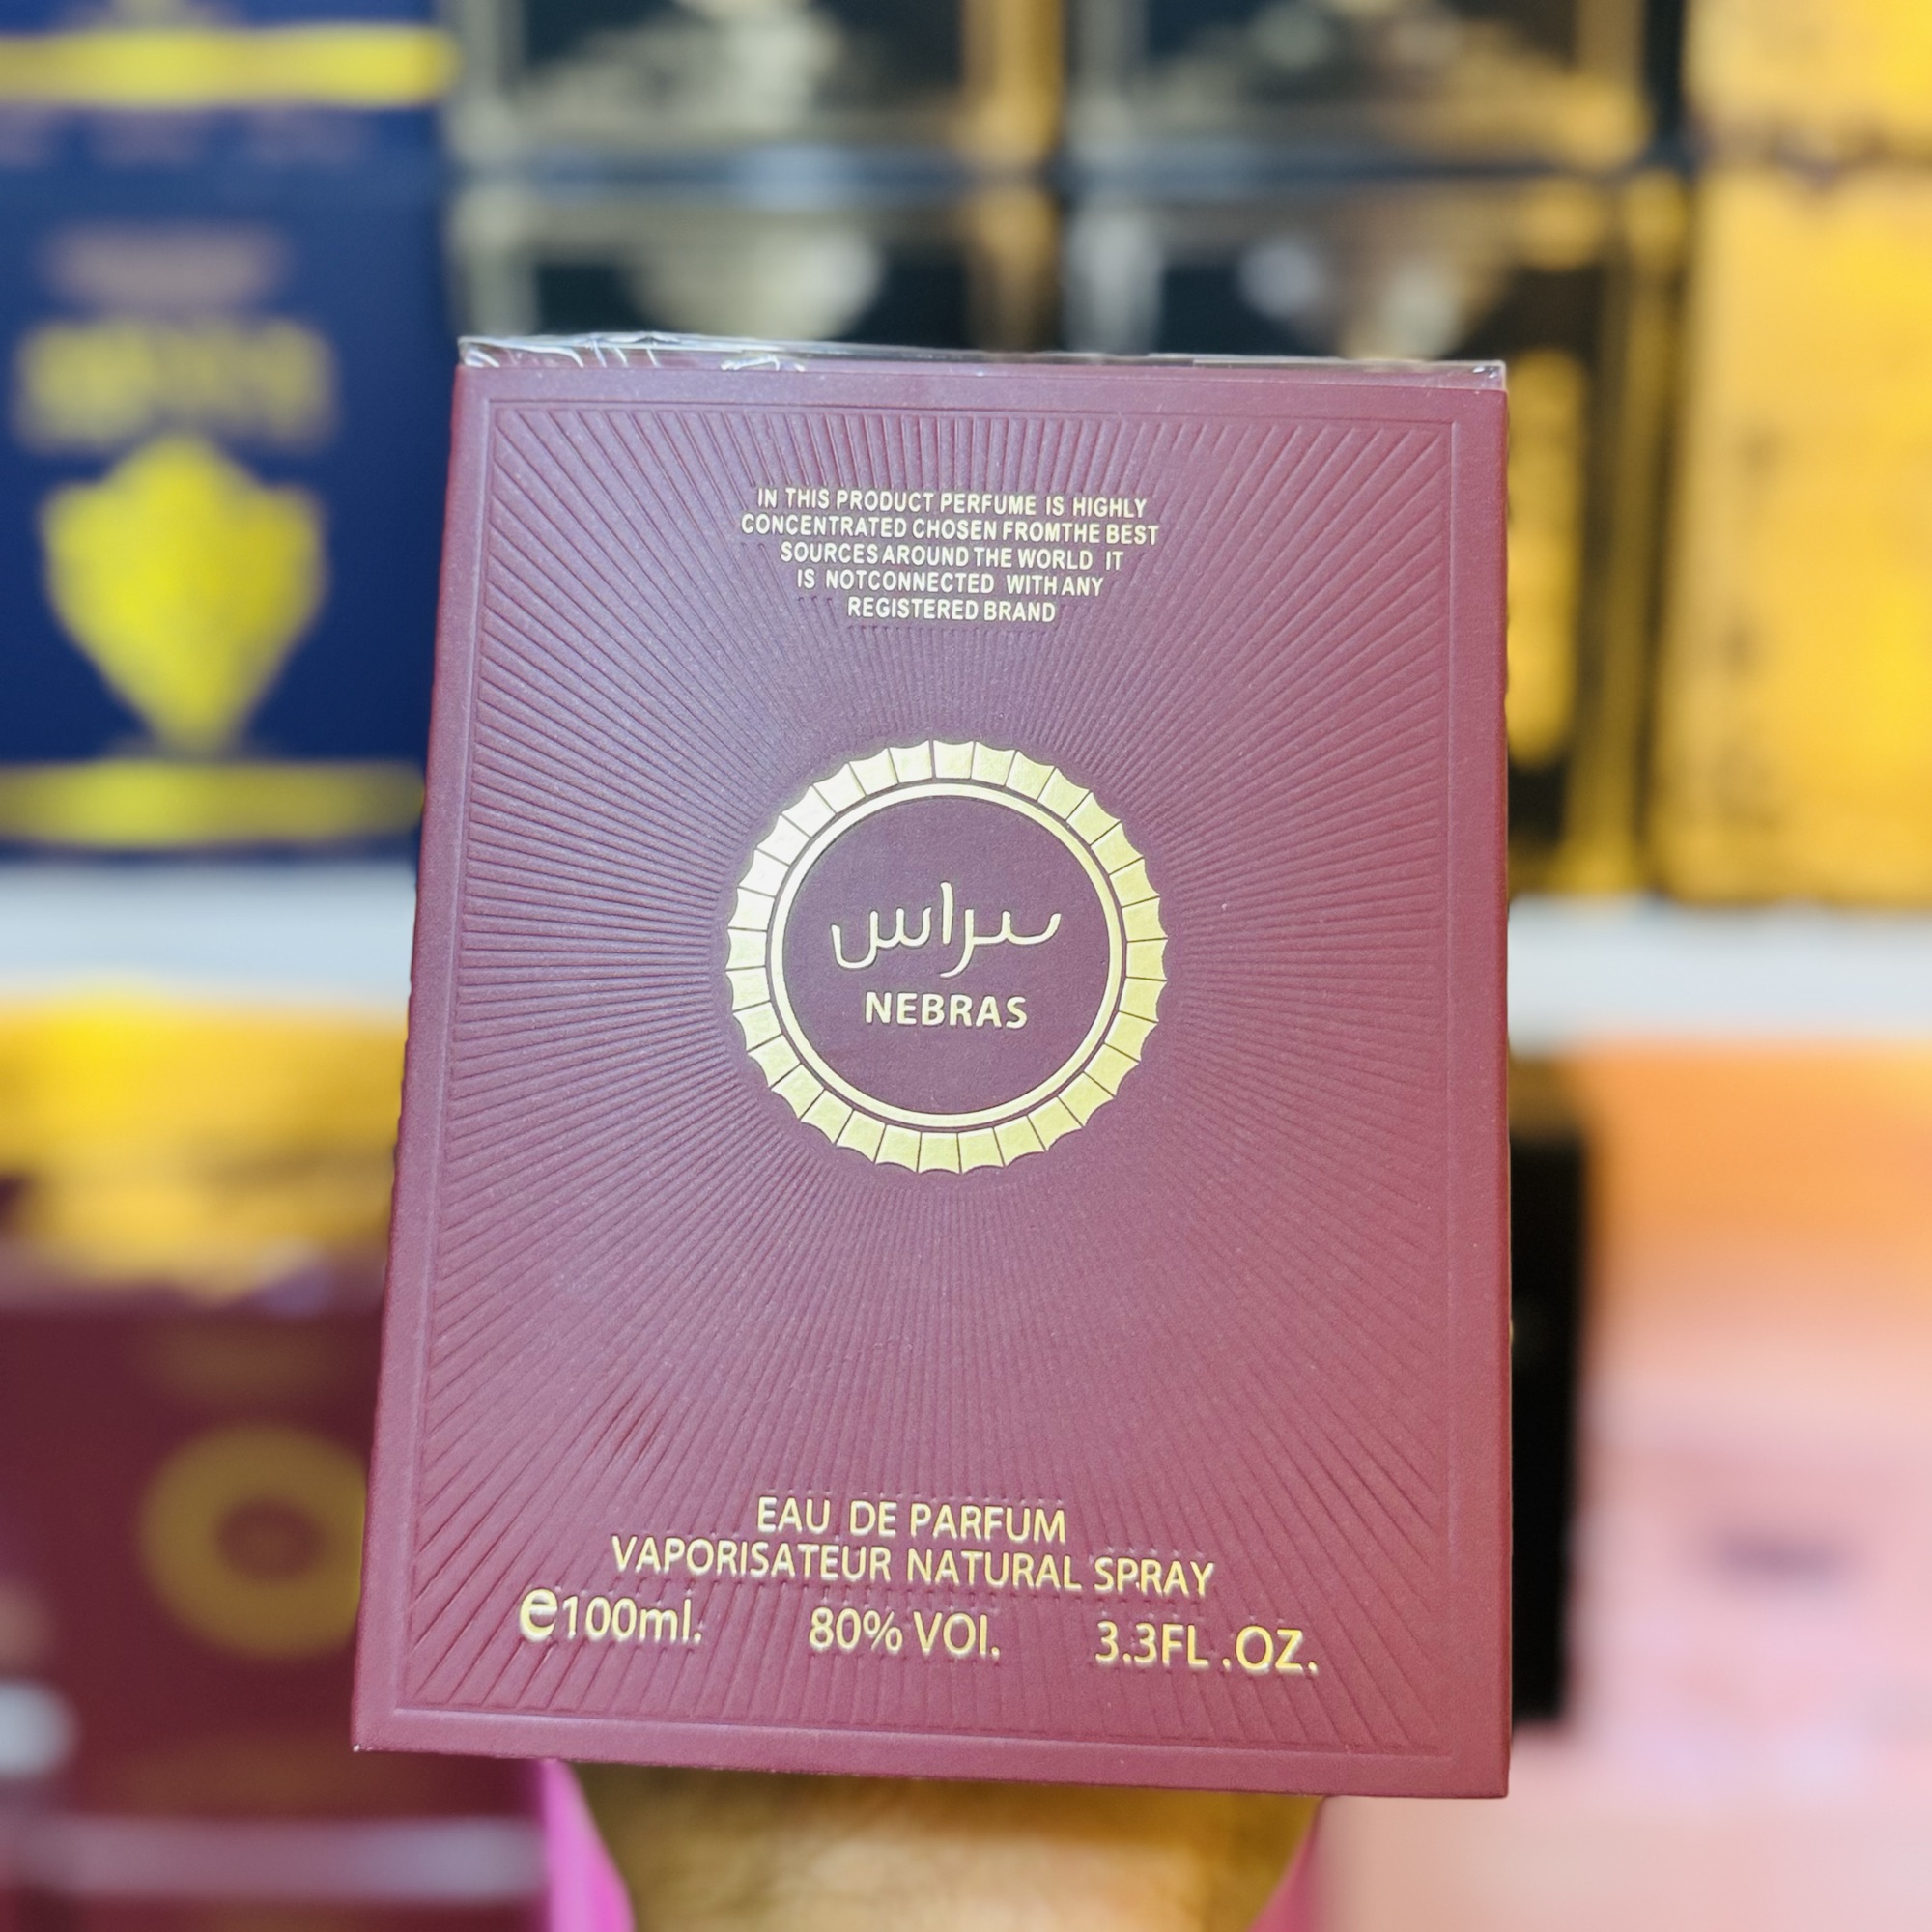 IN THIS PRODUCT PERFUME IS HIGHLY
CONCENTRATED CHOSEN FROMTHE BEST
SOURCES AROUND THE WORLD IT
IS NOTCONNECTED WITH ANY
REGISTERED BRAND
نبراس
NEBRAS
EAU DE PARFUM
VAPORISATEUR NATURAL SPRAY
e100ml. 80% VOl. 3.3FL.OZ.